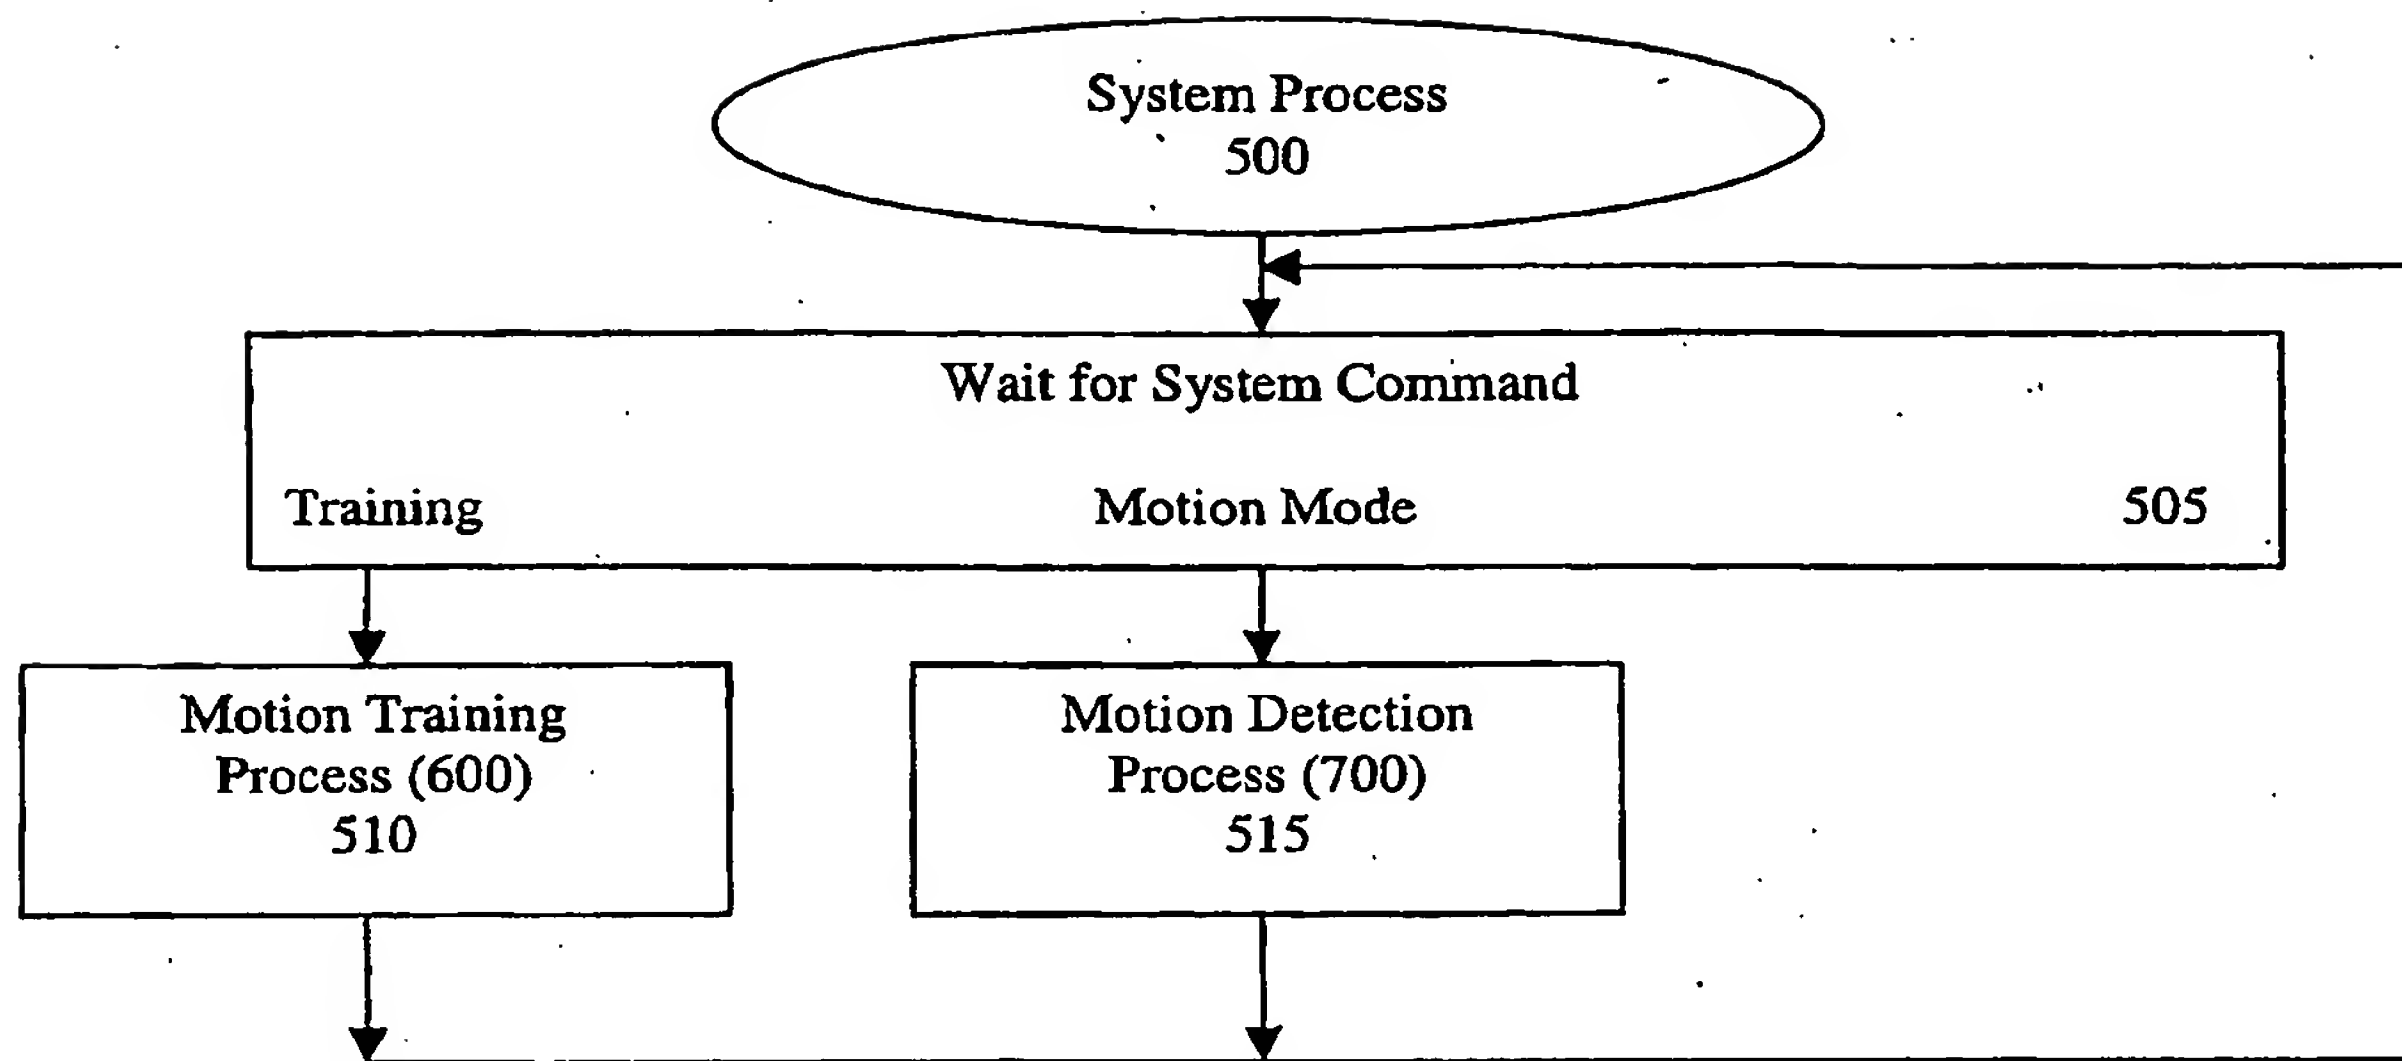 System Process
500
Wait for System Command
Training
Motion Mode
505
Motion Training
Process (600)
510
Motion Detection
Process (700)
515